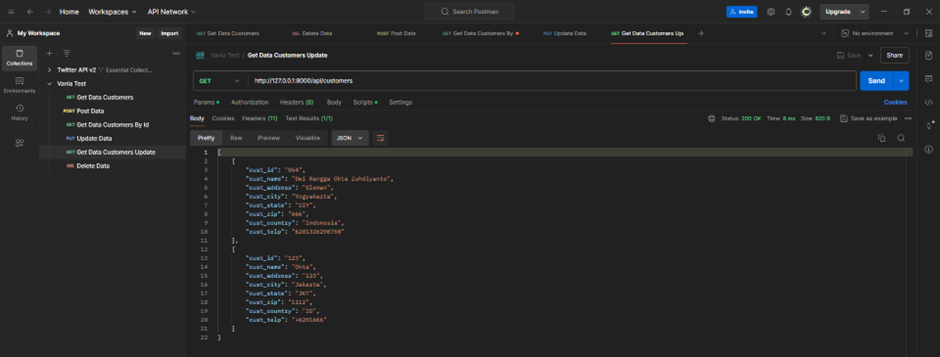 Home Workspaces API Network Search Postman Invite Upgrade
My Workspace New Import GET Get Data Customers DEL Delete Data POST Post Data GET Get Data Customers By PUT Update Data GET Get Data Customers Up No environment
Collections
Environments
History
Twitter API v2 Essential Collect...
Vania Test
GET Get Data Customers
POST Post Data
GET Get Data Customers By Id
PUT Update Data
GET Get Data Customers Update
DEL Delete Data
Vania Test / Get Data Customers Update Save Share
GET http://127.0.0.1:8000/api/customers Send
Params Authorization Headers (8) Body Scripts Settings Cookies
Body Cookies Headers (11) Test Results (1/1) Status: 200 OK Time: 8 ms Size: 820 B Save as example
Pretty Raw Preview Visualize JSON
1 [
2 {
3 "cust_id": "054",
4 "cust_name": "Dwi Rangga Okta Zuhdiyanto",
5 "cust_address": "Sleman",
6 "cust_city": "Yogyakarta",
7 "cust_state": "DIY",
8 "cust_zip": "666",
9 "cust_country": "Indonesia",
10 "cust_telp": "6281326298760"
11 },
12 {
13 "cust_id": "123",
14 "cust_name": "Okta",
15 "cust_address": "123",
16 "cust_city": "Jakarta",
17 "cust_state": "JKT",
18 "cust_zip": "1112",
19 "cust_country": "ID",
20 "cust_telp": "+6281666"
21 }
22 ]